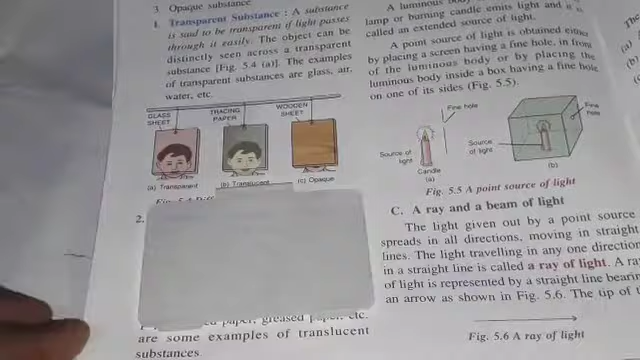 3 Opaque substance
1. Transparent Substance : A substance
is said to be transparent if light passes
through it easily. The object can be
distinctly seen across a transparent
substance [Fig. 5.4 (a)]. The examples
of transparent substances are glass, air,
water, etc.
GLASS SHEET
TRACING PAPER
WOODEN SHEET
(a) Transparent
(b) Translucent
(c) Opaque
2.
paper, greased paper, etc.
are some examples of translucent
substances
A luminous
lamp or burning candle emits light and it is
called an extended source of light.
A point source of light is obtained either
by placing a screen having a fine hole, in front
of the luminous body or by placing the
luminous body inside a box having a fine hole
on one of its sides (Fig. 5.5).
Fine hole
Source of light
Candle
(a)
Fine hole
Source of light
(b)
Fig. 5.5 A point source of light
C. A ray and a beam of light
The light given out by a point source
spreads in all directions, moving in straight
lines. The light travelling in any one direction
in a straight line is called a ray of light. A ray
of light is represented by a straight line
an arrow as shown in Fig. 5.6. The tip of
Fig. 5.6 A ray of light
The
(a)
(b)